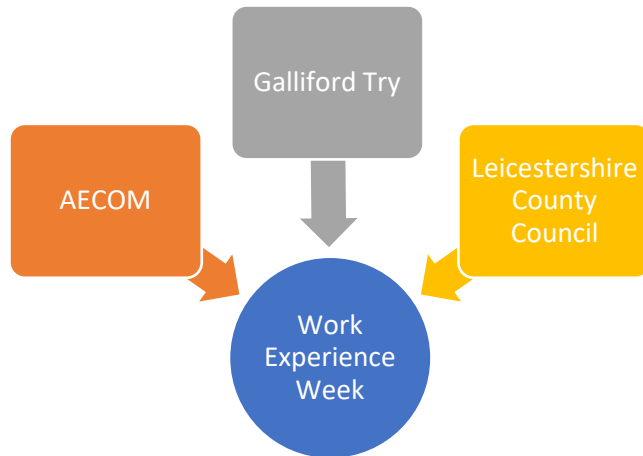 Galliford Try
AECOM
Leicestershire
County
Council
Work
Experience
Week